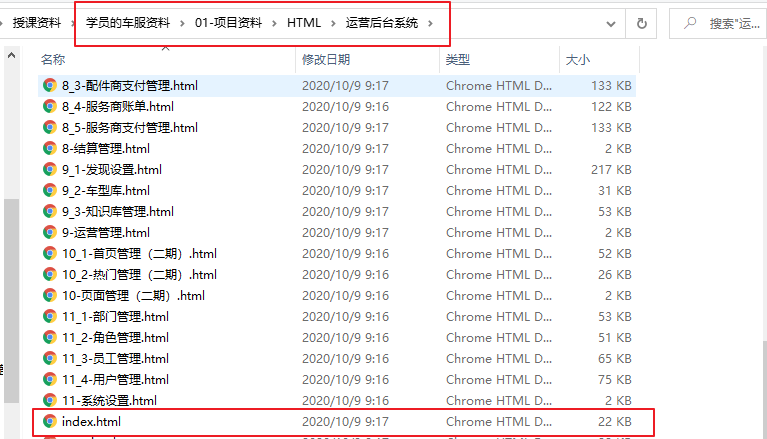 授课资料 > 学员的车服资料 > 01-项目资料 > HTML > 运营后台系统 > 搜索"运...
名称 修改日期 类型 大小
8_3-配件商支付管理.html 2020/10/9 9:17 Chrome HTML D... 133 KB
8_4-服务商账单.html 2020/10/9 9:16 Chrome HTML D... 122 KB
8_5-服务商支付管理.html 2020/10/9 9:17 Chrome HTML D... 133 KB
8-结算管理.html 2020/10/9 9:17 Chrome HTML D... 2 KB
9_1-发现设置.html 2020/10/9 9:17 Chrome HTML D... 217 KB
9_2-车型库.html 2020/10/9 9:17 Chrome HTML D... 31 KB
9_3-知识库管理.html 2020/10/9 9:17 Chrome HTML D... 53 KB
9-运营管理.html 2020/10/9 9:17 Chrome HTML D... 2 KB
10_1-首页管理（二期）.html 2020/10/9 9:16 Chrome HTML D... 52 KB
10_2-热门管理（二期）.html 2020/10/9 9:16 Chrome HTML D... 26 KB
10-页面管理（二期）.html 2020/10/9 9:16 Chrome HTML D... 2 KB
11_1-部门管理.html 2020/10/9 9:16 Chrome HTML D... 53 KB
11_2-角色管理.html 2020/10/9 9:16 Chrome HTML D... 51 KB
11_3-员工管理.html 2020/10/9 9:16 Chrome HTML D... 65 KB
11_4-用户管理.html 2020/10/9 9:16 Chrome HTML D... 75 KB
11-系统设置.html 2020/10/9 9:16 Chrome HTML D... 2 KB
index.html 2020/10/9 9:17 Chrome HTML D... 22 KB